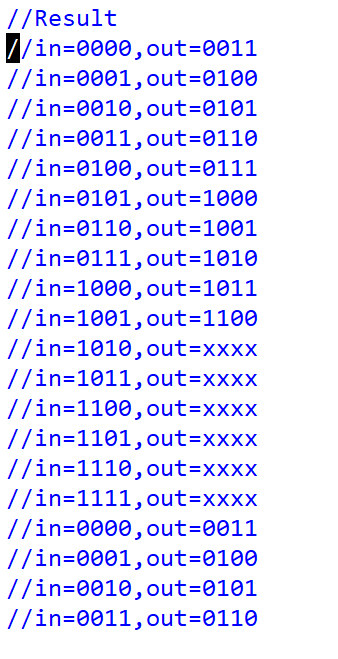 //Result
//in=0000,out=0011
//in=0001,out=0100
//in=0010,out=0101
//in=0011,out=0110
//in=0100,out=0111
//in=0101,out=1000
//in=0110,out=1001
//in=0111,out=1010
//in=1000,out=1011
//in=1001,out=1100
//in=1010,out=xxxx
//in=1011,out=xxxx
//in=1100,out=xxxx
//in=1101,out=xxxx
//in=1110,out=xxxx
//in=1111,out=xxxx
//in=0000,out=0011
//in=0001,out=0100
//in=0010,out=0101
//in=0011,out=0110